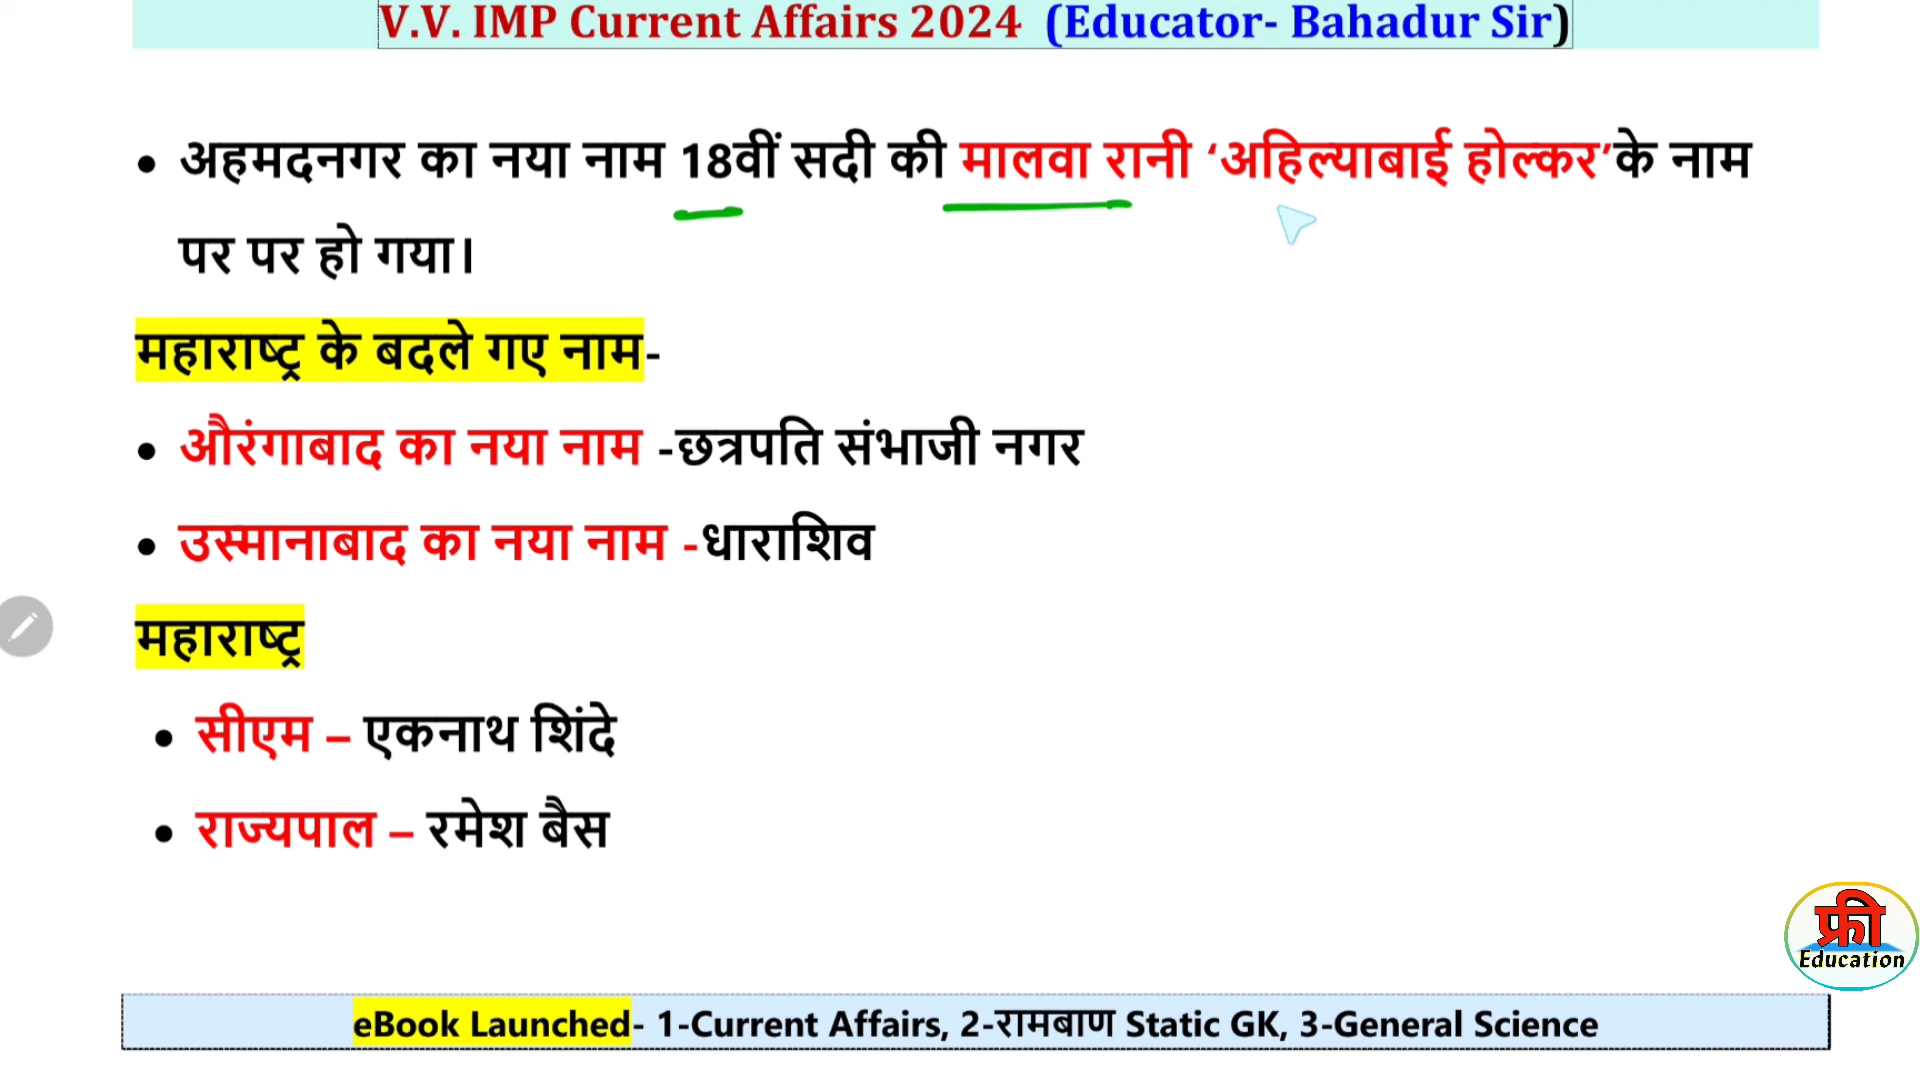 V.V. IMP Current Affairs 2024 (Educator- Bahadur Sir)
• अहमदनगर का नया नाम 18वीं सदी की मालवा रानी ‘अहिल्याबाई होल्कर’के नाम
पर पर हो गया।
महाराष्ट्र के बदले गए नाम-
• औरंगाबाद का नया नाम -छत्रपति संभाजी नगर
• उस्मानाबाद का नया नाम -धाराशिव
महाराष्ट्र
• सीएम – एकनाथ शिंदे
• राज्यपाल – रमेश बैस
फ्री
Education
eBook Launched- 1-Current Affairs, 2-रामबाण Static GK, 3-General Science